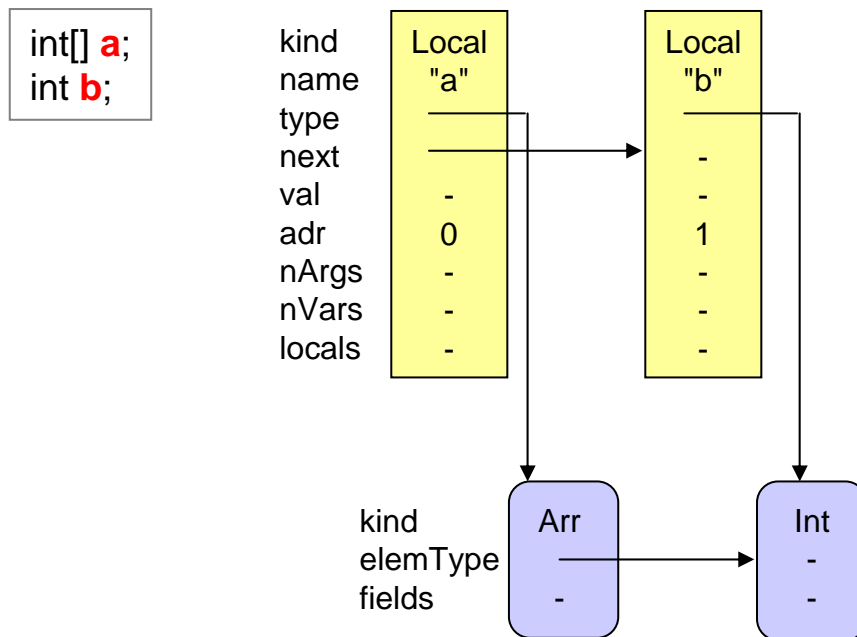 int[] a;
int b;
kind Local Local
name "a" "b"
type
next -
val - -
adr 0 1
nArgs - -
nVars - -
locals - -
kind Arr Int
elemType -
fields - -